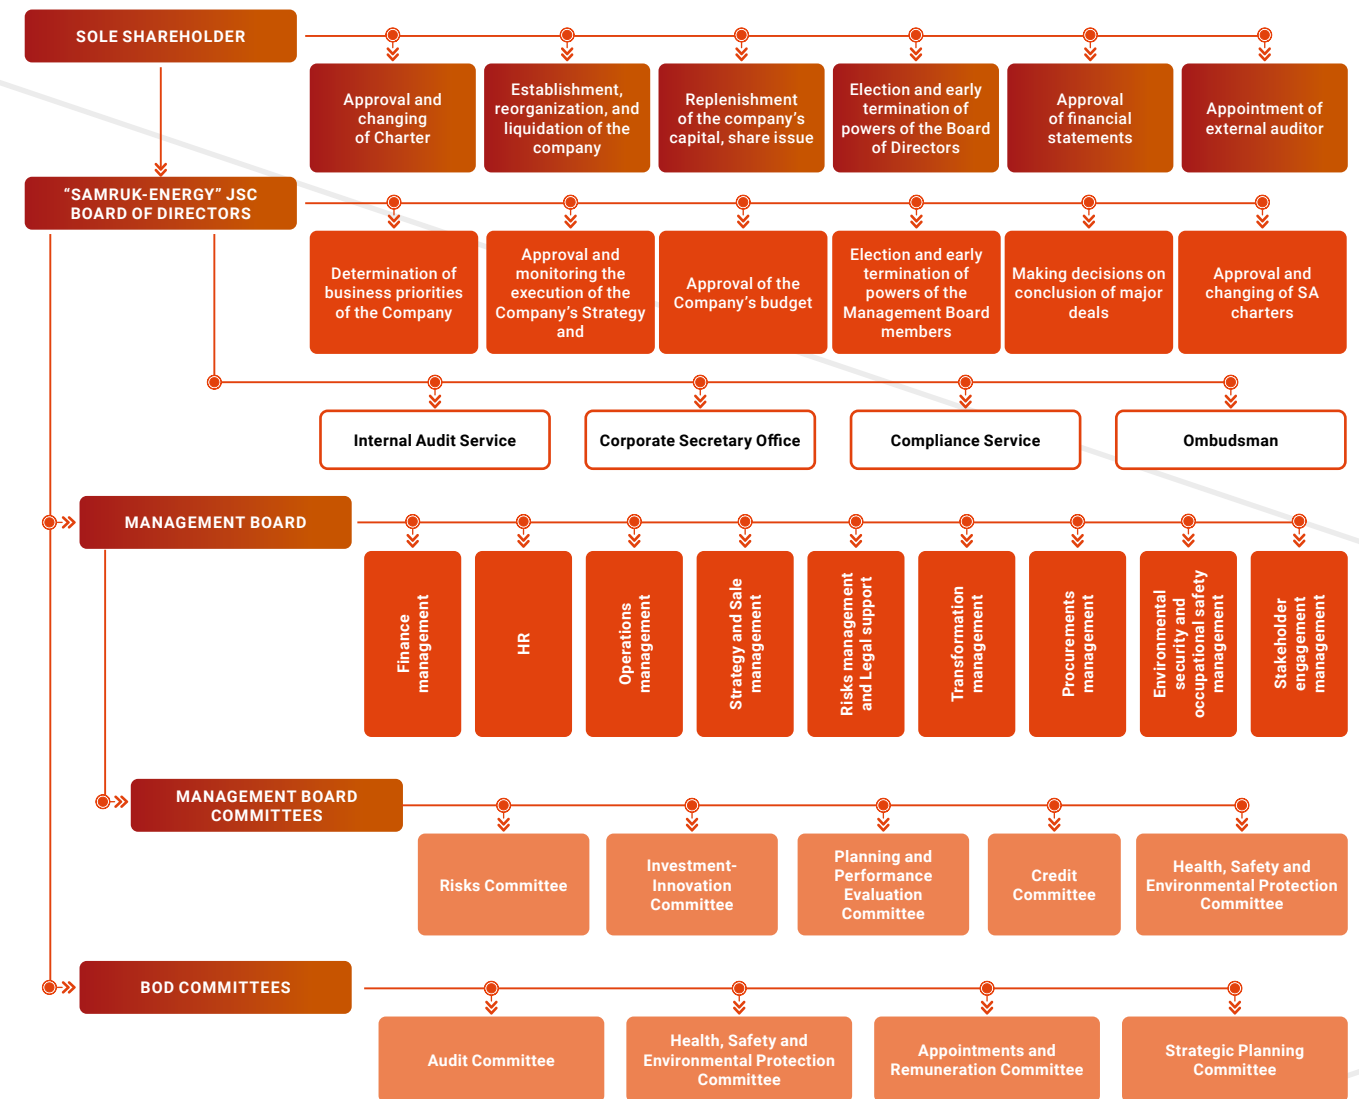 SOLE SHAREHOLDER
Approval and
changing
of Charter
Establishment,
reorganization, and
liquidation of the
company
Replenishment
of the company’s
capital, share issue
Election and early
termination of
powers of the Board
of Directors
Approval
of financial
statements
Appointment of
external auditor
“SAMRUK-ENERGY” JSC
BOARD OF DIRECTORS
Determination of
business priorities
of the Company
Approval and
monitoring the
execution of the
Company’s Strategy
and
Approval of the
Company’s budget
Election and early
termination of
powers of the
Management Board
members
Making decisions on
conclusion of major
deals
Approval and
changing of SA
charters
Internal Audit Service
Corporate Secretary Office
Compliance Service
Ombudsman
MANAGEMENT BOARD
Finance
management
HR
Operations
management
Strategy and Sale
management
Risks management
and Legal support
Transformation
management
Procurements
management
Environmental
security and
occupational safety
management
Stakeholder
engagement
management
MANAGEMENT BOARD
COMMITTEES
Risks Committee
Investment-
Innovation
Committee
Planning and
Performance
Evaluation
Committee
Credit
Committee
Health, Safety and
Environmental Protection
Committee
BOD COMMITTEES
Audit Committee
Health, Safety and
Environmental Protection
Committee
Appointments and
Remuneration Committee
Strategic Planning
Committee